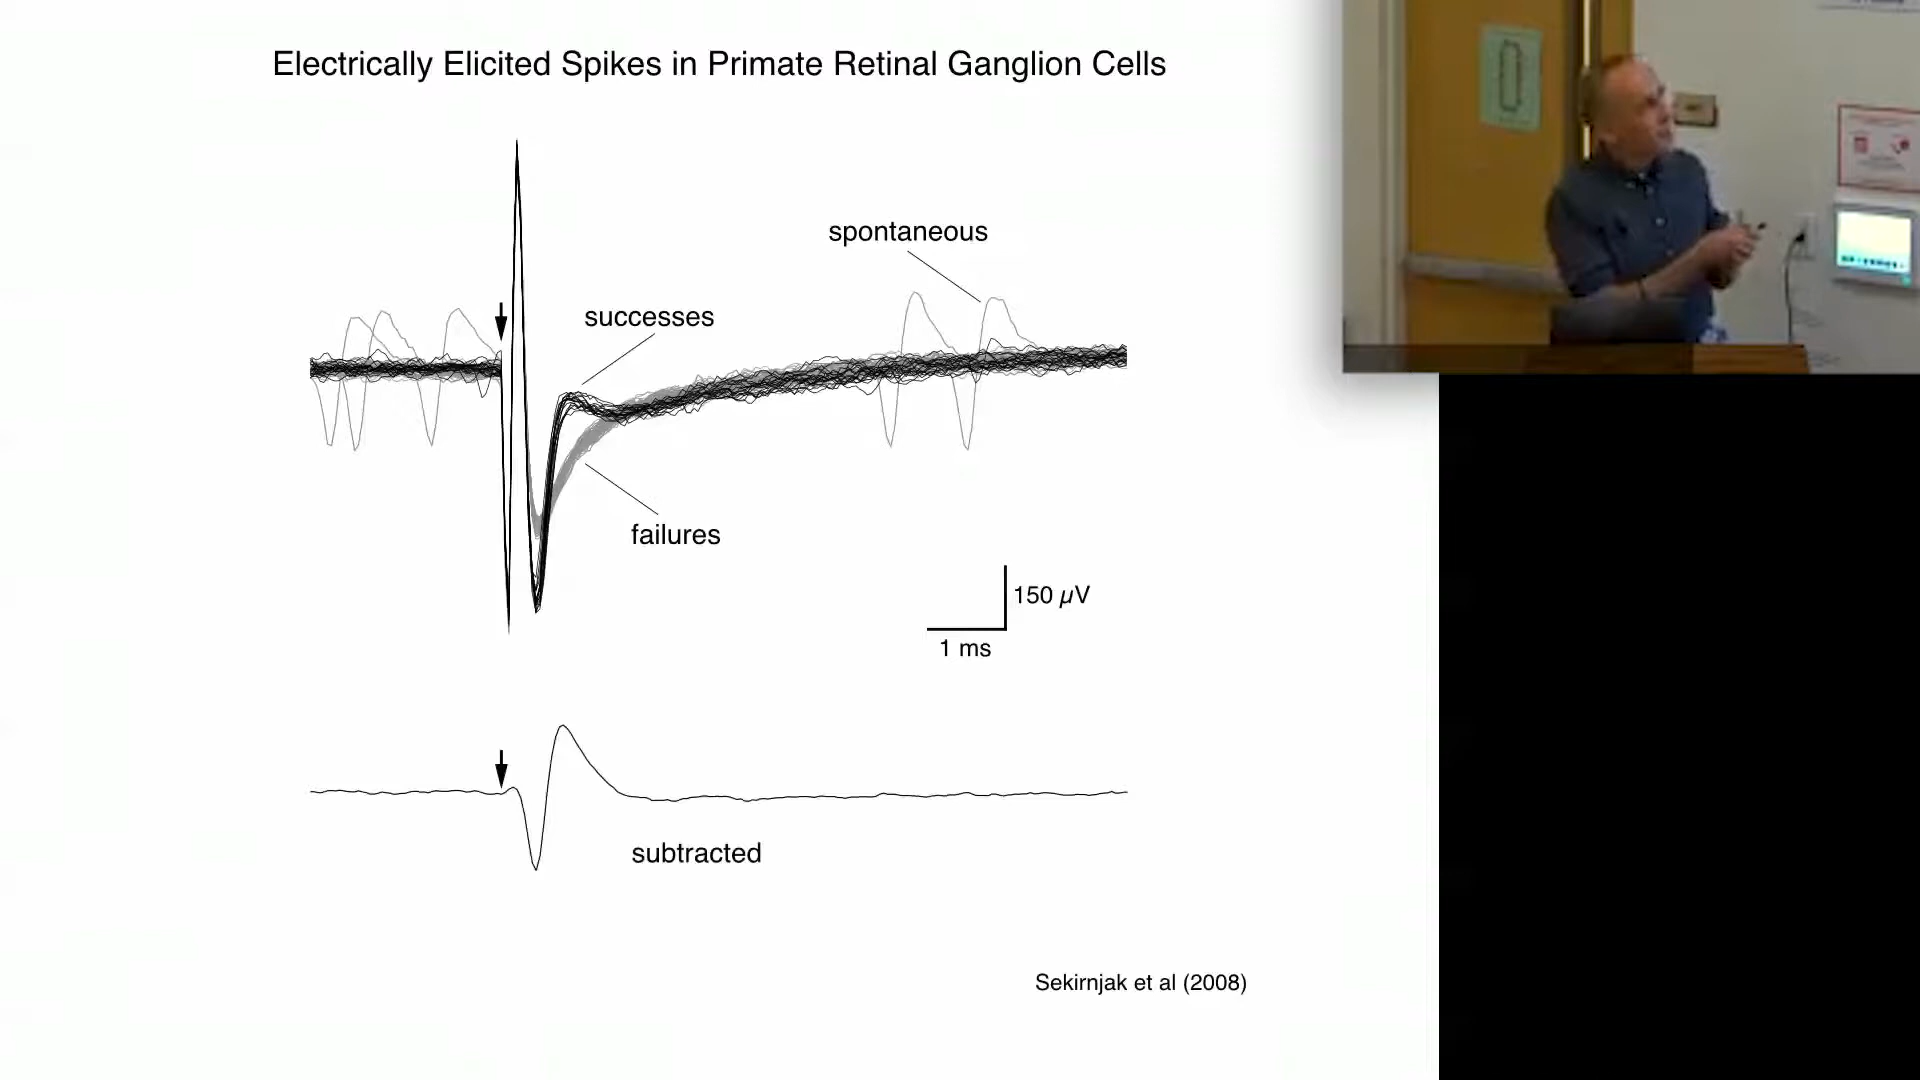 Electrically Elicited Spikes in Primate Retinal Ganglion Cells
spontaneous
successes
failures
150 µV
1 ms
subtracted
Sekirnjak et al (2008)